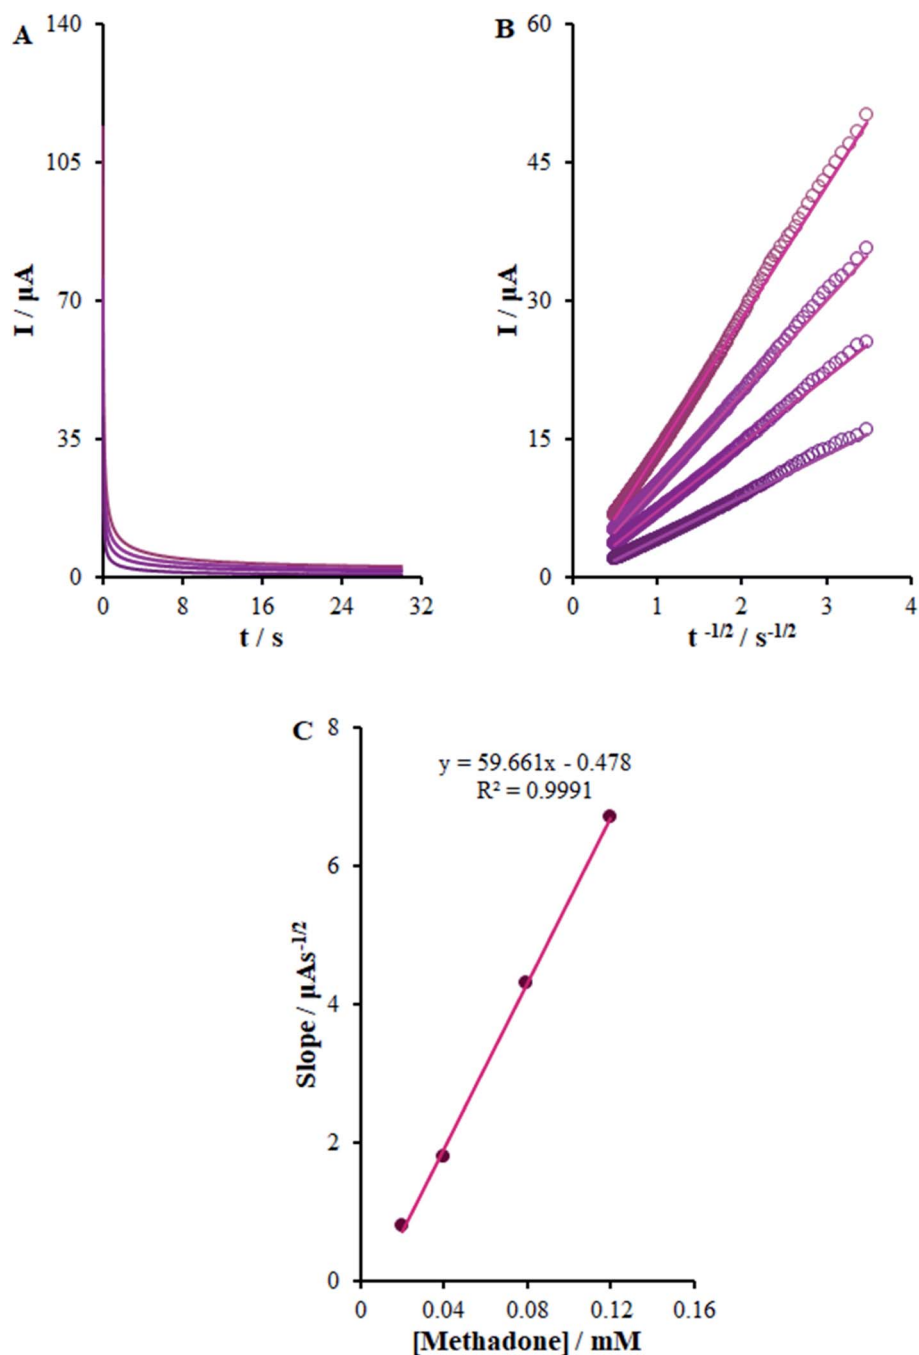 A
140
105
70
35
0
I / µA
0 8 16 24 32
t / s
B
60
45
30
15
0
I / µA
0 1 2 3 4
t -1/2 / s-1/2
C
y = 59.661x - 0.478
R² = 0.9991
8
6
4
2
0
Slope / µAs-1/2
0 0.04 0.08 0.12 0.16
[Methadone] / mM